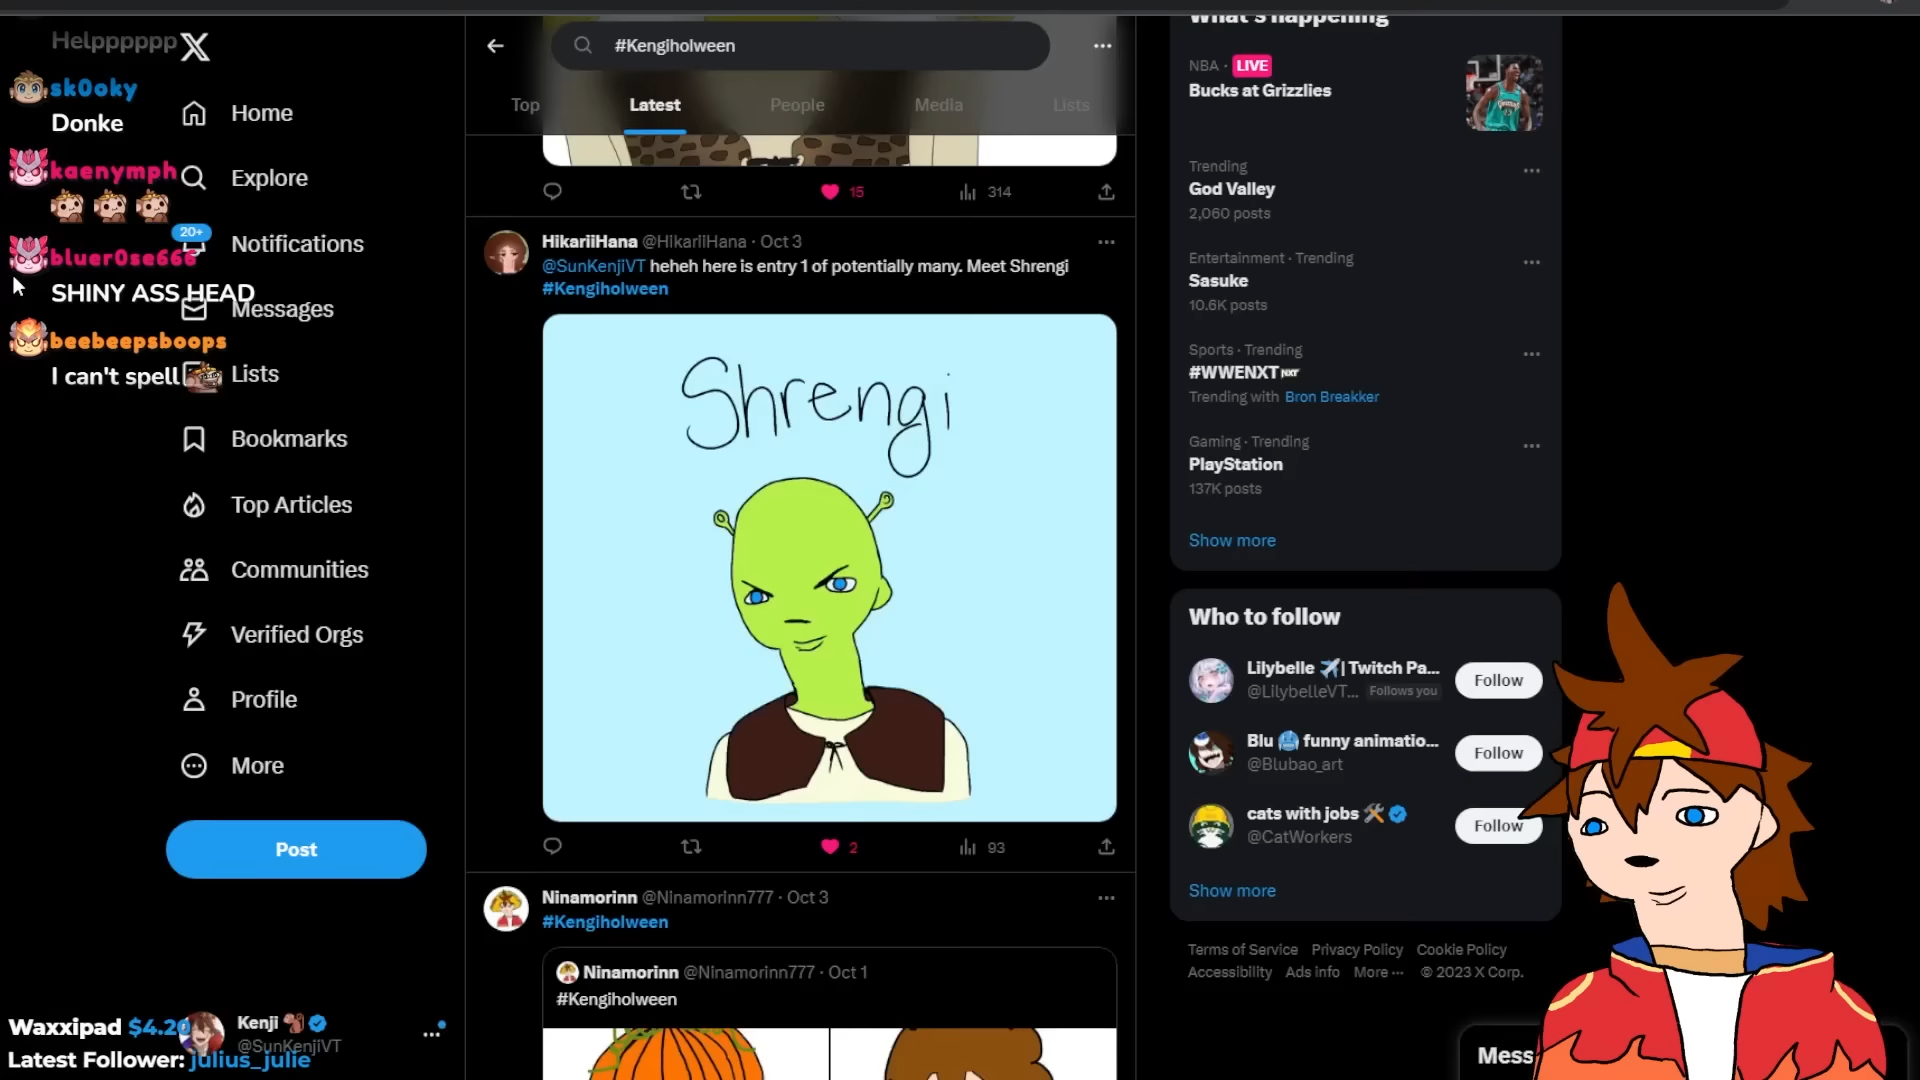 Helpppppp
sk0oky
Donke
kaenymph
bluer0se666
SHINY ASS HEAD
beebeepsboops
I can't spell
Home
Explore
20+
Notifications
Messages
Lists
Bookmarks
Top Articles
Communities
Verified Orgs
Profile
More
Post
Waxxipad $4.20
Latest Follower: julius_julie
Kenji
@SunKenjiVT
#Kengiholween
Top
Latest
People
Media
Lists
15
314
HikariiHana @HikariiHana · Oct 3
@SunKenjiVT heheh here is entry 1 of potentially many. Meet Shrengi
#Kengiholween
Shrengi
2
93
Ninamorinn @Ninamorinn777 · Oct 3
#Kengiholween
Ninamorinn @Ninamorinn777 · Oct 1
#Kengiholween
What's happening
NBA · LIVE
Bucks at Grizzlies
Trending
God Valley
2,060 posts
Entertainment · Trending
Sasuke
10.6K posts
Sports · Trending
#WWENXT
Trending with Bron Breakker
Gaming · Trending
PlayStation
137K posts
Show more
Who to follow
Lilybelle ✈️| Twitch Pa...
@LilybelleVT... Follows you
Follow
Blu 🥶 funny animatio...
@Blubao_art
Follow
cats with jobs 🛠
@CatWorkers
Follow
Show more
Terms of Service Privacy Policy Cookie Policy
Accessibility Ads info More ··· © 2023 X Corp.
Mess